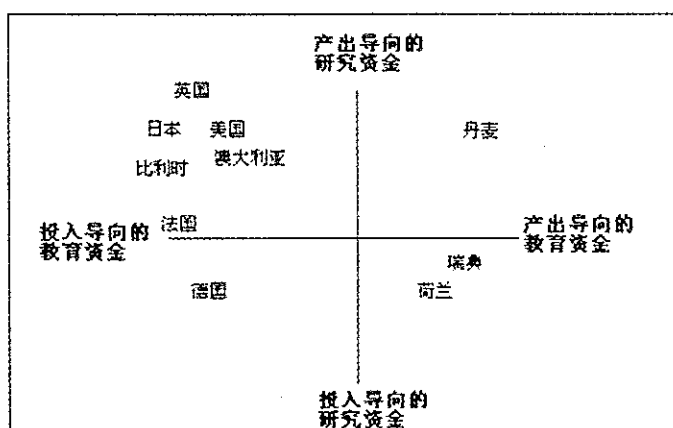 产出导向的
研究资金
英国
日本 美国 丹麦
比利时 澳大利亚
法国
投入导向的
教育资金
产出导向的
教育资金
瑞典
德国 荷兰
投入导向的
研究资金